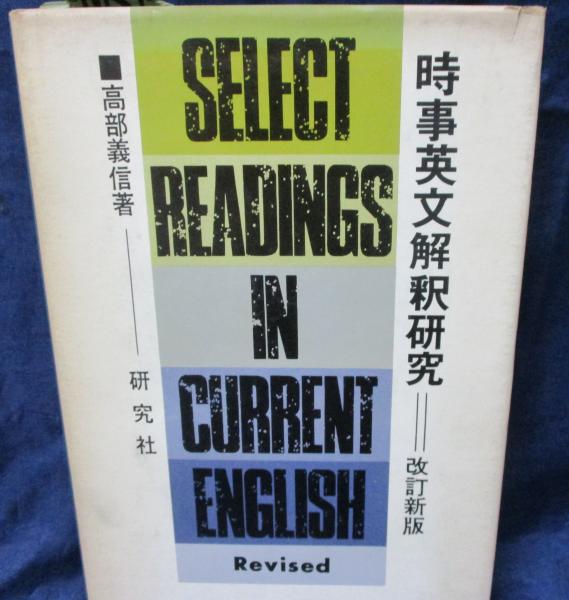 時事英文解釈研究＝改訂新版
SELECT
READINGS
IN
CURRENT
ENGLISH
Revised
■高部義信著―研究社